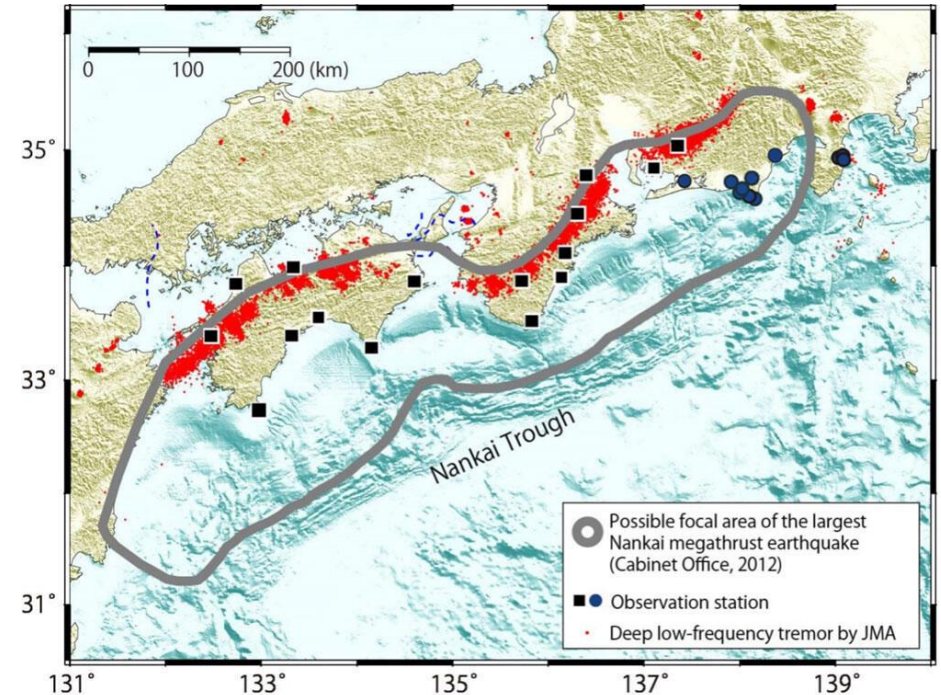 0 100 200 (km)
35°
33°
31°
131° 133° 135° 137° 139°
Nankai Trough
Possible focal area of the largest
Nankai megathrust earthquake
(Cabinet Office, 2012)
Observation station
Deep low-frequency tremor by JMA